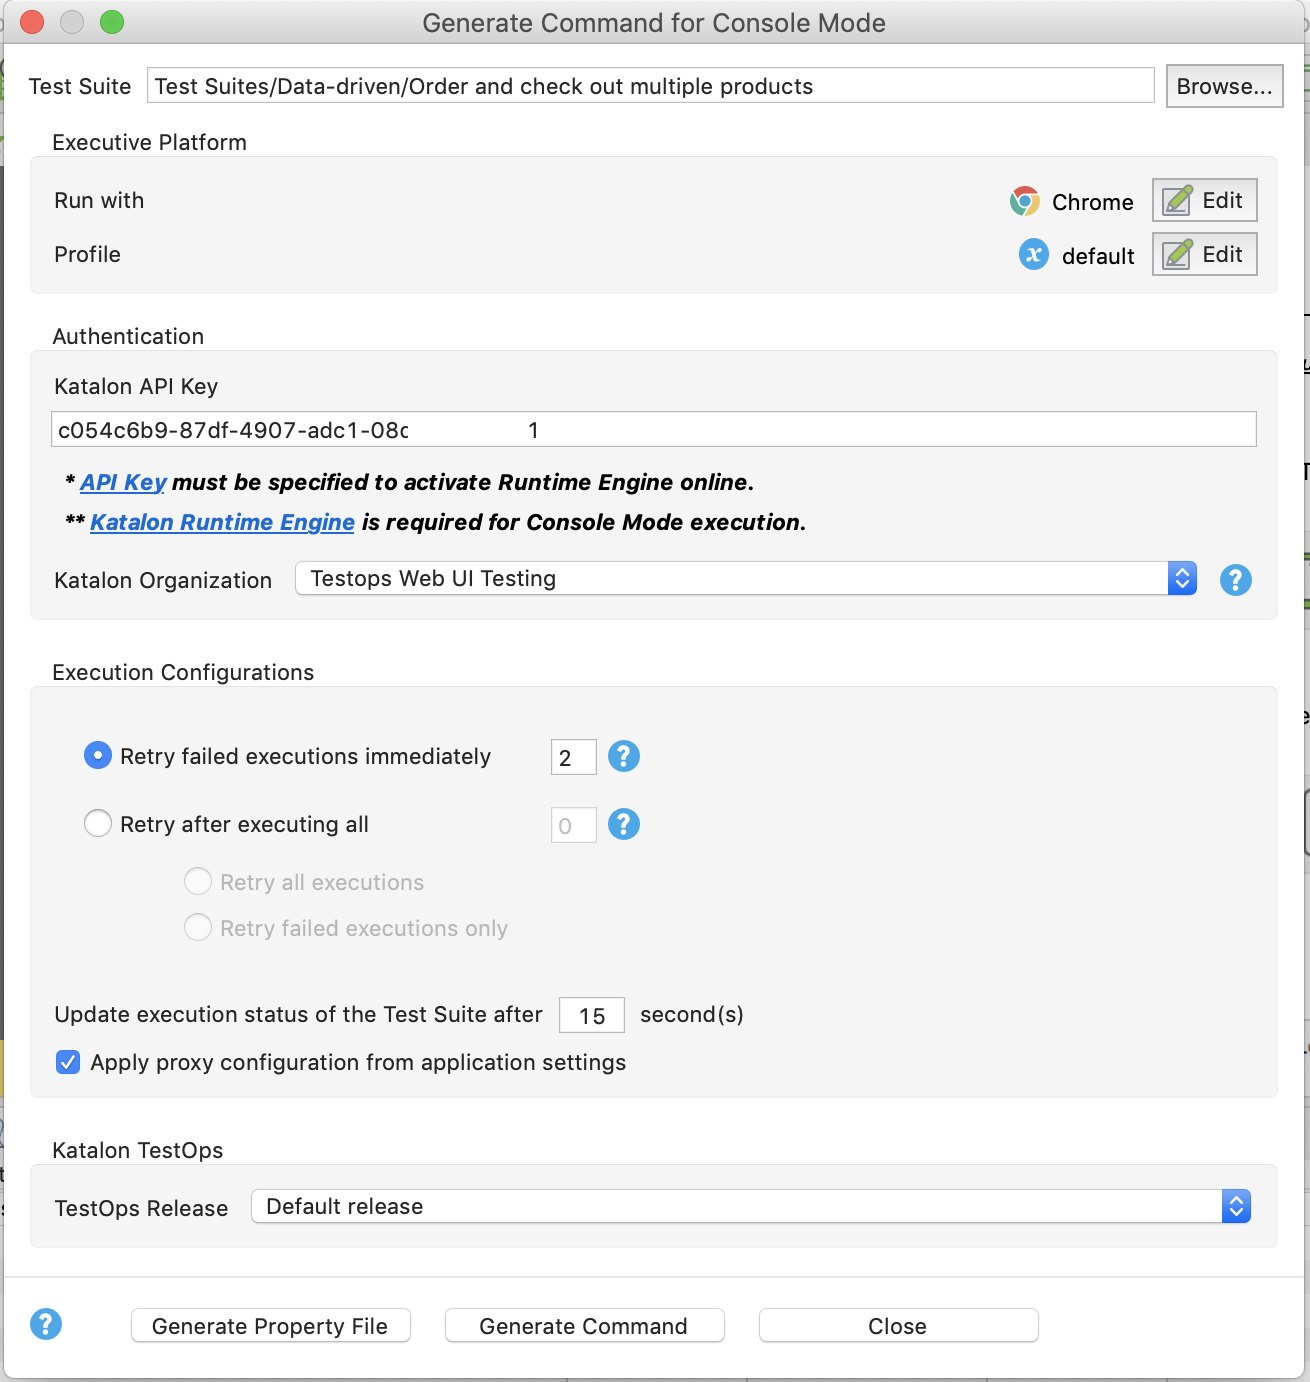 Generate Command for Console Mode
Test Suite Test Suites/Data-driven/Order and check out multiple products Browse...
Executive Platform
Run with Chrome Edit
Profile default Edit
Authentication
Katalon API Key
c054c6b9-87df-4907-adc1-08c 1
* API Key must be specified to activate Runtime Engine online.
** Katalon Runtime Engine is required for Console Mode execution.
Katalon Organization Testops Web UI Testing ?
Execution Configurations
Retry failed executions immediately 2 ?
Retry after executing all 0 ?
Retry all executions
Retry failed executions only
Update execution status of the Test Suite after 15 second(s)
Apply proxy configuration from application settings
Katalon TestOps
TestOps Release Default release
? Generate Property File Generate Command Close